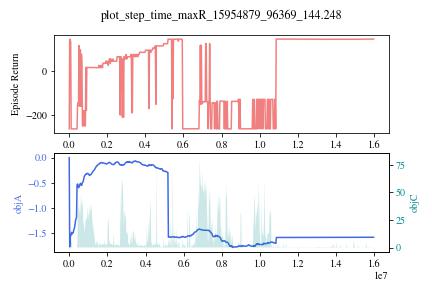 plot_step_time_maxR_15954879_96369_144.248
Episode Return
0
−200
0.0 0.2 0.4 0.6 0.8 1.0 1.2 1.4 1.6
objA
0.0
−0.5
−1.0
−1.5
75
50
25
0
objC
0.0 0.2 0.4 0.6 0.8 1.0 1.2 1.4 1.6
1e7